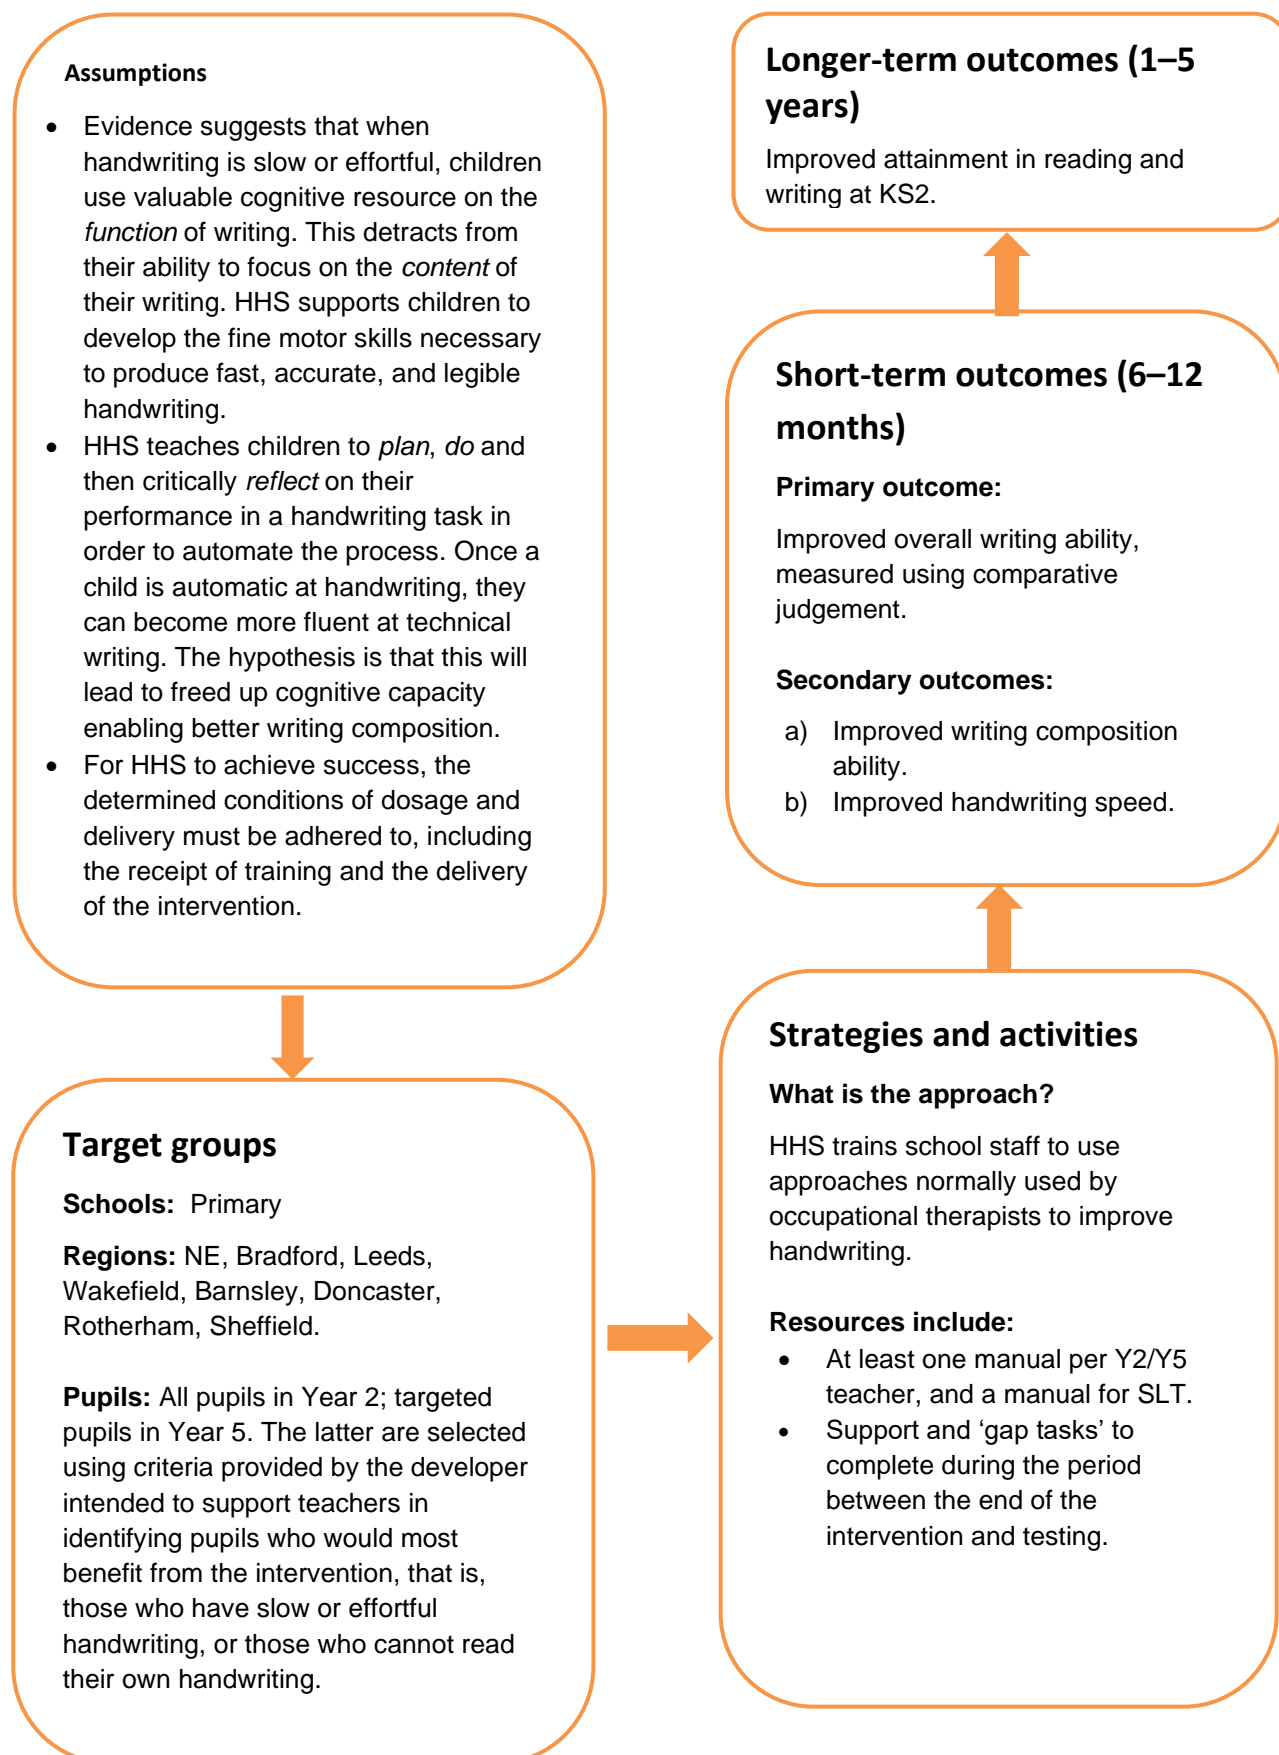 Assumptions
• Evidence suggests that when
handwriting is slow or effortful, children
use valuable cognitive resource on the
function of writing. This detracts from
their ability to focus on the content of
their writing. HHS supports children to
develop the fine motor skills necessary
to produce fast, accurate, and legible
handwriting.
• HHS teaches children to plan, do and
then critically reflect on their
performance in a handwriting task in
order to automate the process. Once a
child is automatic at handwriting, they
can become more fluent at technical
writing. The hypothesis is that this will
lead to freed up cognitive capacity
enabling better writing composition.
• For HHS to achieve success, the
determined conditions of dosage and
delivery must be adhered to, including
the receipt of training and the delivery
of the intervention.
Target groups
Schools: Primary
Regions: NE, Bradford, Leeds,
Wakefield, Barnsley, Doncaster,
Rotherham, Sheffield.
Pupils: All pupils in Year 2; targeted
pupils in Year 5. The latter are selected
using criteria provided by the developer
intended to support teachers in
identifying pupils who would most
benefit from the intervention, that is,
those who have slow or effortful
handwriting, or those who cannot read
their own handwriting.
Strategies and activities
What is the approach?
HHS trains school staff to use
approaches normally used by
occupational therapists to improve
handwriting.
Resources include:
• At least one manual per Y2/Y5
teacher, and a manual for SLT.
• Support and ‘gap tasks’ to
complete during the period
between the end of the
intervention and testing.
Short-term outcomes (6–12
months)
Primary outcome:
Improved overall writing ability,
measured using comparative
judgement.
Secondary outcomes:
a) Improved writing composition
ability.
b) Improved handwriting speed.
Longer-term outcomes (1–5
years)
Improved attainment in reading and
writing at KS2.